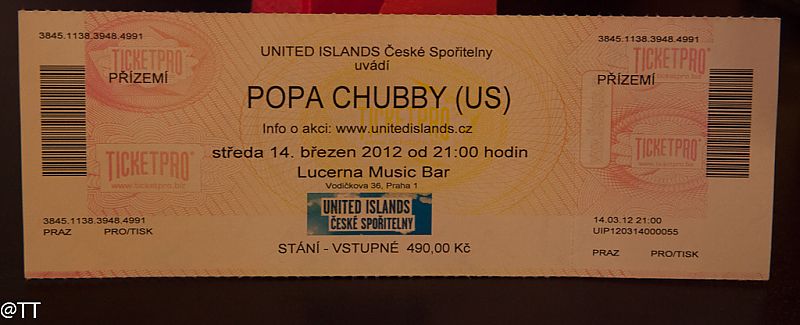 3845.1138.3948.4991
TICKETPRO
PŘÍZEMÍ
TICKETPRO
www.ticketpro.biz
3845.1138.3948.4991
PRAZ PRO/TISK
UNITED ISLANDS České Spořitelny
uvádí
POPA CHUBBY (US)
Info o akci: www.unitedislands.cz
středa 14. březen 2012 od 21:00 hodin
Lucerna Music Bar
Vodičkova 36, Praha 1
UNITED ISLANDS
ČESKÉ SPOŘITELNY
STÁNÍ - VSTUPNÉ 490,00 Kč
3845.1138.3948.4991
TICKETPRO
PŘÍZEMÍ
TICKETPRO
14.03.12 21:00
UIP120314000055
PRAZ PRO/TISK
@TT